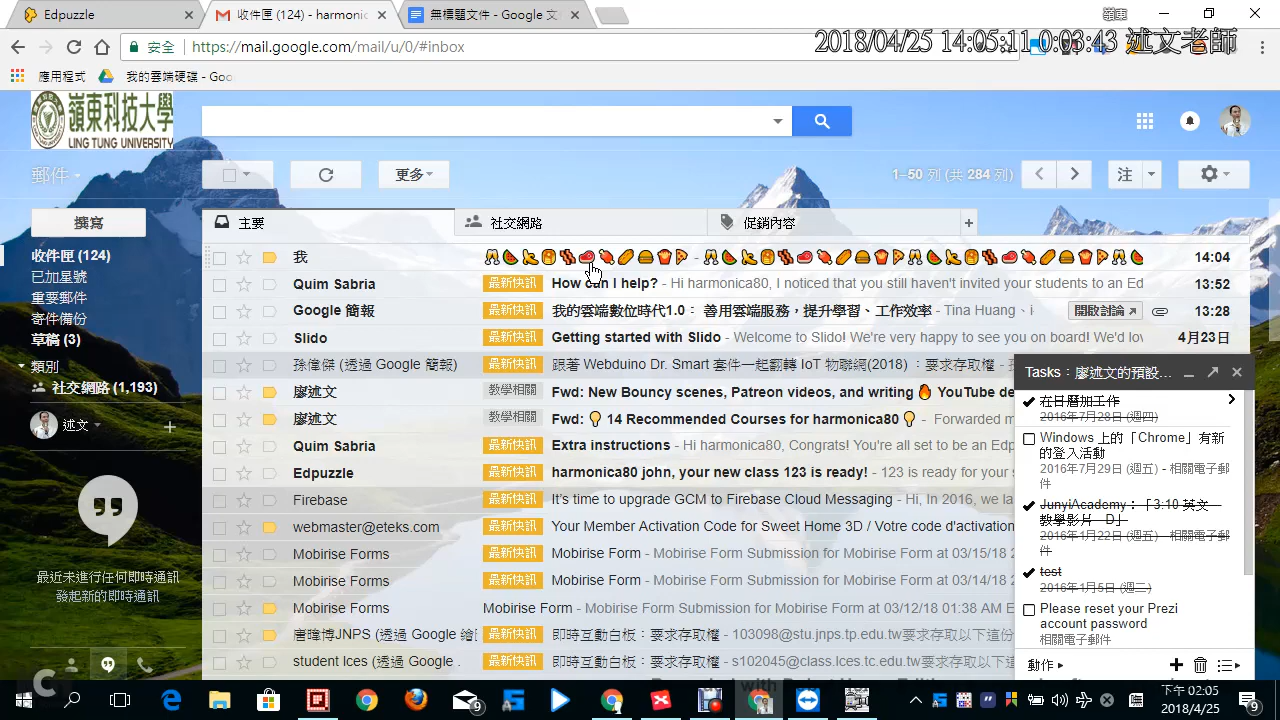 Edpuzzle
收件匣 (124) - harmonic
無標題文件 - Google 文
嶺東
安全
https://mail.google.com/mail/u/0/#inbox
2018/04/25 14:05:11 0:03:43 述文老師
應用程式
我的雲端硬碟 - Goo
嶺東科技大學
LING TUNG UNIVERSITY
郵件
更多
1–50 列 (共 284 列)
注
撰寫
收件匣 (124)
已加星號
重要郵件
寄件備份
草稿 (3)
類別
社交網路 (1,193)
述文
最近未進行任何即時通訊
發起新的即時通訊
主要
社交網路
促銷內容
我 - 14:04
Quim Sabria 最新快訊 How can I help? - Hi harmonica80, I noticed that you still haven't invited your students to an Ed 13:52
Google 簡報 最新快訊 我的雲端數位時代1.0： 善用雲端服務，提升學習、工作效率 - Tina Huang、 開啟討論 13:28
Slido 最新快訊 Getting started with Slido - Welcome to Slido! We're very happy to see you on board! We'd lov 4月23日
孫偉傑 (透過 Google 簡報) 最新快訊 跟著 Webduino Dr. Smart 套件一起翻轉 IoT 物聯網(2018) ：要求存取權 -
廖述文 教學相關 Fwd: New Bouncy scenes, Patreon videos, and writing 🔥 YouTube de
廖述文 教學相關 Fwd: 💡 14 Recommended Courses for harmonica80 💡 - Forwarded m
Quim Sabria 最新快訊 Extra instructions - Hi harmonica80, Congrats! You're all set to be an Edp
Edpuzzle 最新快訊 harmonica80 john, your new class 123 is ready! - 123 is ready for your
Firebase 最新快訊 It's time to upgrade GCM to Firebase Cloud Messaging - Hi, In 2016, we la
webmaster@eteks.com 最新快訊 Your Member Activation Code for Sweet Home 3D / Votre code d'activation
Mobirise Forms 最新快訊 Mobirise Form - Mobirise Form Submission for Mobirise Form at 03/15/18
Mobirise Forms 最新快訊 Mobirise Form - Mobirise Form Submission for Mobirise Form at 03/14/18
Mobirise Forms Mobirise Form - Mobirise Form Submission for Mobirise Form at 03/12/18 01:38 AM E
唐暐博JNPS (透過 Google 繪 最新快訊 即時互動白板：要求存取權 - 103098@stu.jnps.tp.edu.tw要求存取以下這份
student lces (透過 Google . 最新快訊 即時互動白板：要求存取權 - s102036@class.lces.tc.edu.tw要求存取以下
Tasks：廖述文的預設…
在日曆加工作
2016年7月28日 (週四)
Windows 上的「Chrome」有新
的登入活動
2016年7月29日 (週五) - 相關電子郵
件
JunyiAcademy：「3:10 英文
教學影片 D」
2016年1月22日 (週五) - 相關電子郵
件
test
2016年1月5日 (週二)
Please reset your Prezi
account password
相關電子郵件
動作
下午 02:05
2018/4/25